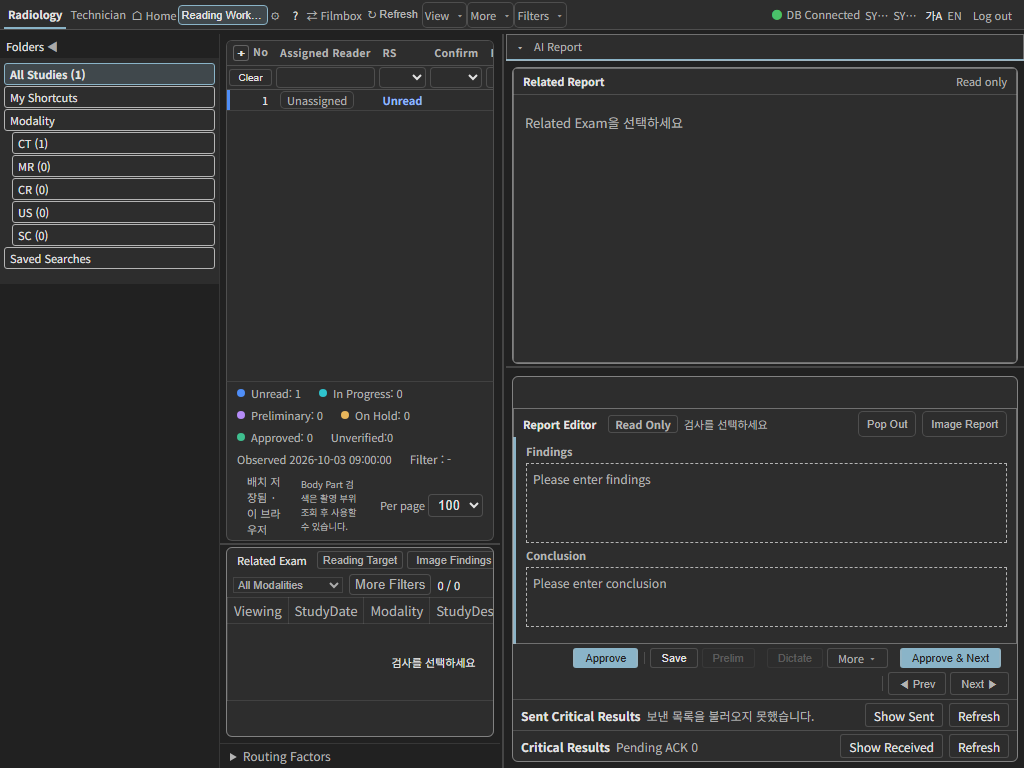 Radiology Technician Home Reading Work... ? Filmbox Refresh View More Filters DB Connected SY... SY... 가A EN Log out
Folders
All Studies (1)
My Shortcuts
Modality
CT (1)
MR (0)
CR (0)
US (0)
SC (0)
Saved Searches
No Assigned Reader RS Confirm
Clear
1 Unassigned Unread
Unread: 1 In Progress: 0
Preliminary: 0 On Hold: 0
Approved: 0 Unverified:0
Observed 2026-10-03 09:00:00 Filter : -
배치 저
장됨 ·
이 브라
우저
Body Part 검
색은 촬영 부위
조회 후 사용할
수 있습니다.
Per page 100
Related Exam Reading Target Image Findings
All Modalities More Filters 0 / 0
Viewing StudyDate Modality StudyDes
검사를 선택하세요
Routing Factors
AI Report
Related Report Read only
Related Exam을 선택하세요
Report Editor Read Only 검사를 선택하세요 Pop Out Image Report
Findings
Please enter findings
Conclusion
Please enter conclusion
Approve Save Prelim Dictate More Approve & Next
Prev Next
Sent Critical Results 보낸 목록을 불러오지 못했습니다. Show Sent Refresh
Critical Results Pending ACK 0 Show Received Refresh